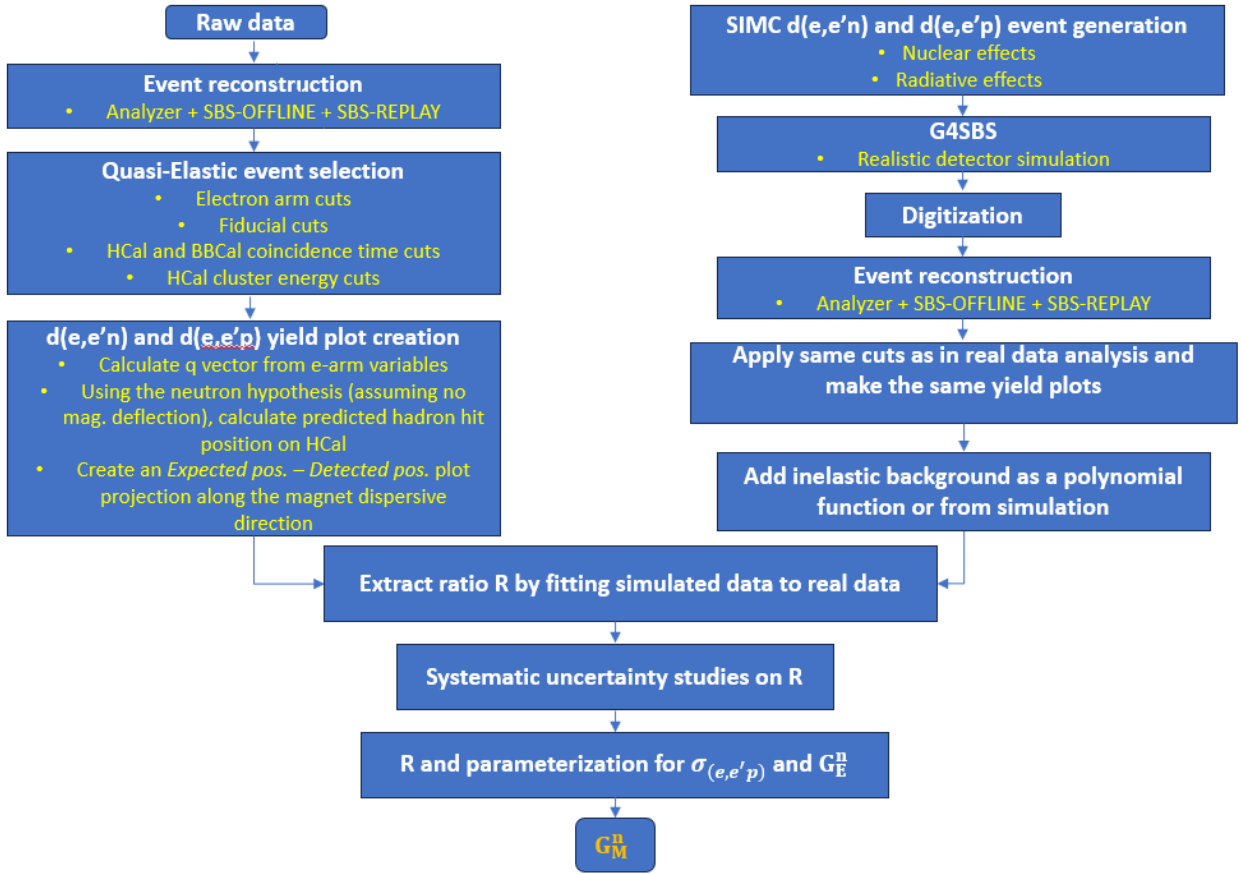 Raw data
Event reconstruction
• Analyzer + SBS-OFFLINE + SBS-REPLAY
Quasi-Elastic event selection
• Electron arm cuts
• Fiducial cuts
• HCal and BBCal coincidence time cuts
• HCal cluster energy cuts
d(e,e’n) and d(e,e’p) yield plot creation
• Calculate q vector from e-arm variables
• Using the neutron hypothesis (assuming no
mag. deflection), calculate predicted hadron hit
position on HCal
• Create an Expected pos. – Detected pos. plot
projection along the magnet dispersive
direction
SIMC d(e,e’n) and d(e,e’p) event generation
• Nuclear effects
• Radiative effects
G4SBS
• Realistic detector simulation
Digitization
Event reconstruction
• Analyzer + SBS-OFFLINE + SBS-REPLAY
Apply same cuts as in real data analysis and
make the same yield plots
Add inelastic background as a polynomial
function or from simulation
Extract ratio R by fitting simulated data to real data
Systematic uncertainty studies on R
R and parameterization for σ(e,e′p) and G_E^n
G_M^n